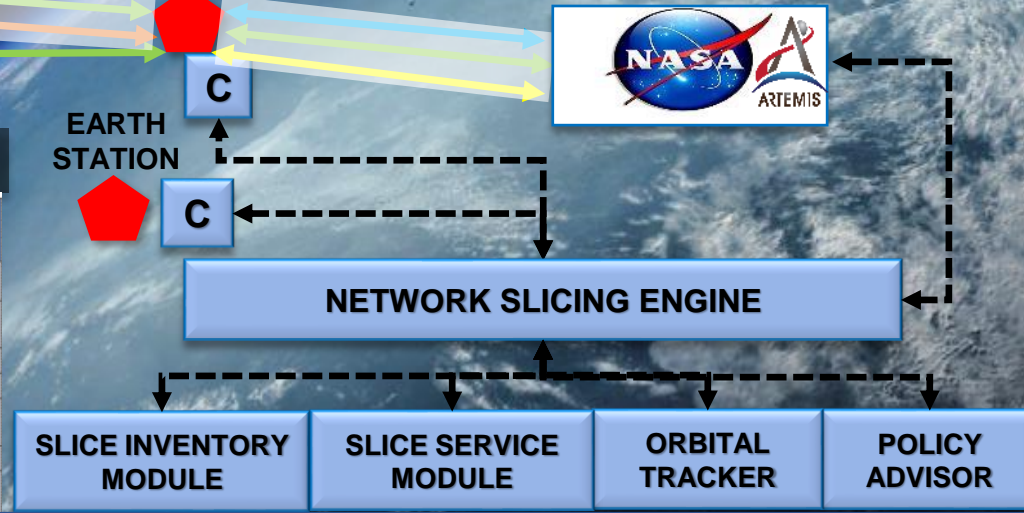 NASA
ARTEMIS
C
EARTH
STATION
C
NETWORK SLICING ENGINE
SLICE INVENTORY
MODULE
SLICE SERVICE
MODULE
ORBITAL
TRACKER
POLICY
ADVISOR